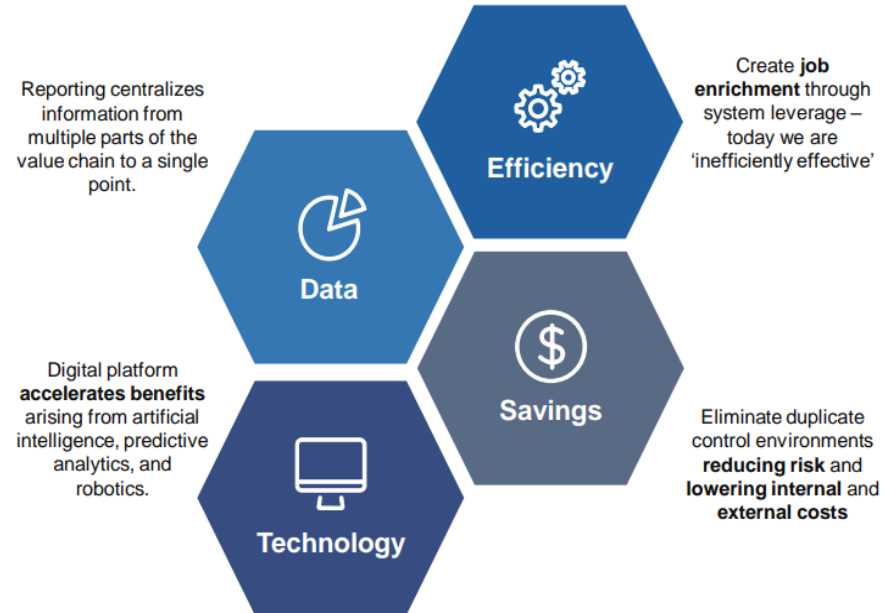 Reporting centralizes
information from
multiple parts of the
value chain to a single
point.
Data
Create job
enrichment through
system leverage –
today we are
‘inefficiently effective’
Efficiency
Digital platform
accelerates benefits
arising from artificial
intelligence, predictive
analytics, and
robotics.
Technology
Savings
Eliminate duplicate
control environments
reducing risk and
lowering internal and
external costs